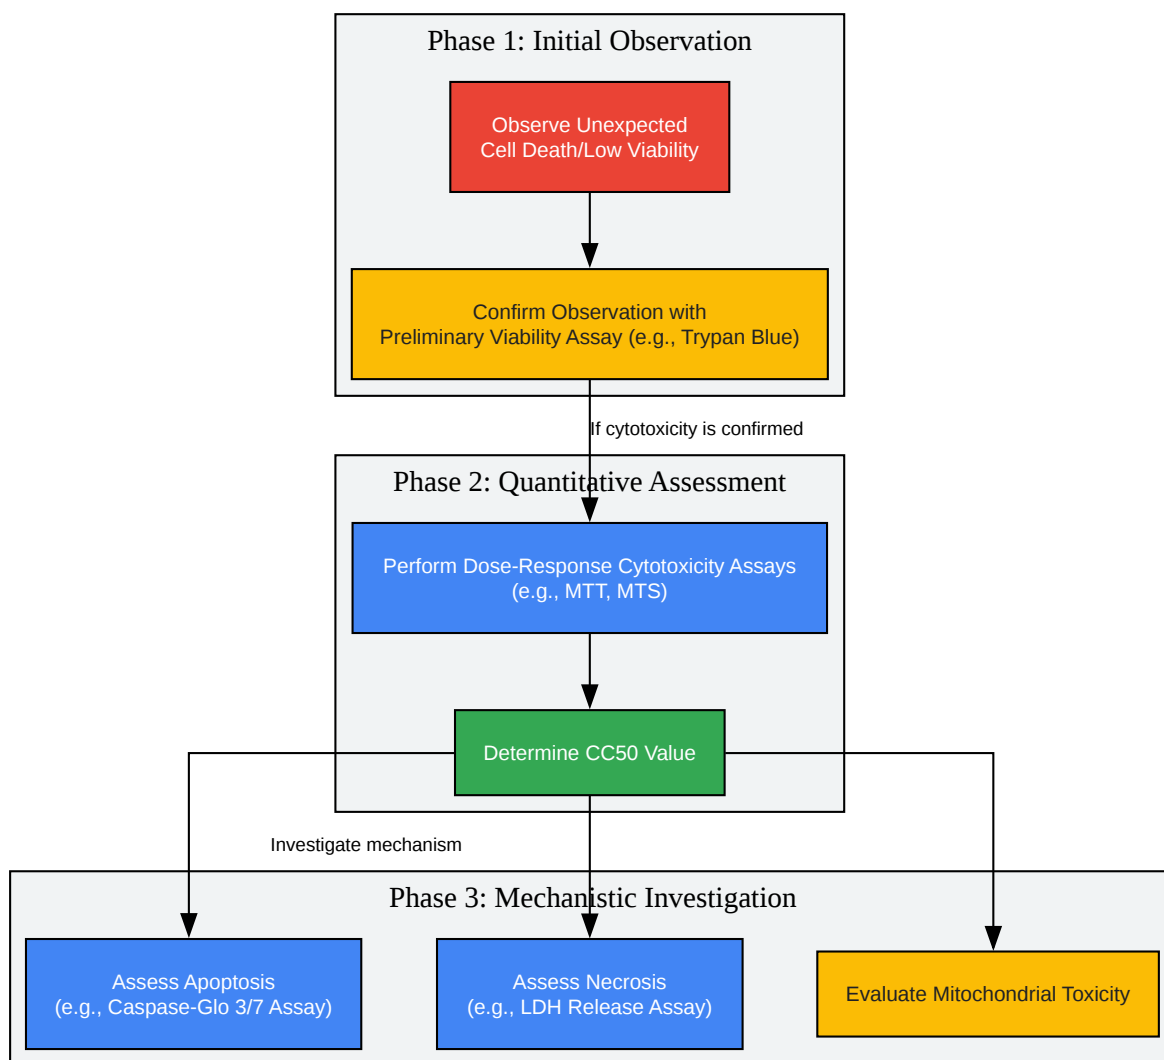 Phase 1: Initial Observation
Observe Unexpected
Cell Death/Low Viability
Confirm Observation with
Preliminary Viability Assay (e.g., Trypan Blue)
If cytotoxicity is confirmed
Phase 2: Quantitative Assessment
Perform Dose-Response Cytotoxicity Assays
(e.g., MTT, MTS)
Determine CC50 Value
Investigate mechanism
Phase 3: Mechanistic Investigation
Assess Apoptosis
(e.g., Caspase-Glo 3/7 Assay)
Assess Necrosis
(e.g., LDH Release Assay)
Evaluate Mitochondrial Toxicity